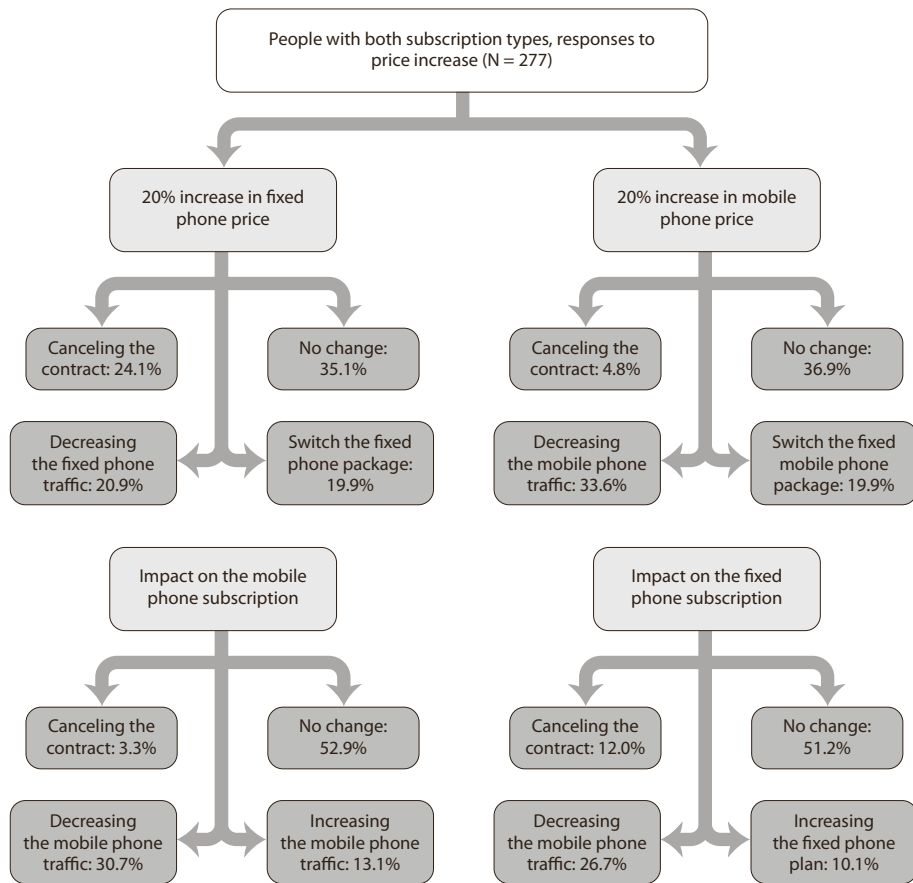 People with both subscription types, responses to
price increase (N = 277)
20% increase in fixed
phone price
20% increase in mobile
phone price
Canceling the
contract: 24.1%
No change:
35.1%
Canceling the
contract: 4.8%
No change:
36.9%
Decreasing
the fixed phone
traffic: 20.9%
Switch the fixed
phone package:
19.9%
Decreasing
the mobile phone
traffic: 33.6%
Switch the fixed
mobile phone
package: 19.9%
Impact on the mobile
phone subscription
Impact on the fixed
phone subscription
Canceling the
contract: 3.3%
No change:
52.9%
Canceling the
contract: 12.0%
No change:
51.2%
Decreasing
the mobile phone
traffic: 30.7%
Increasing
the mobile phone
traffic: 13.1%
Decreasing
the mobile phone
traffic: 26.7%
Increasing
the fixed phone
plan: 10.1%